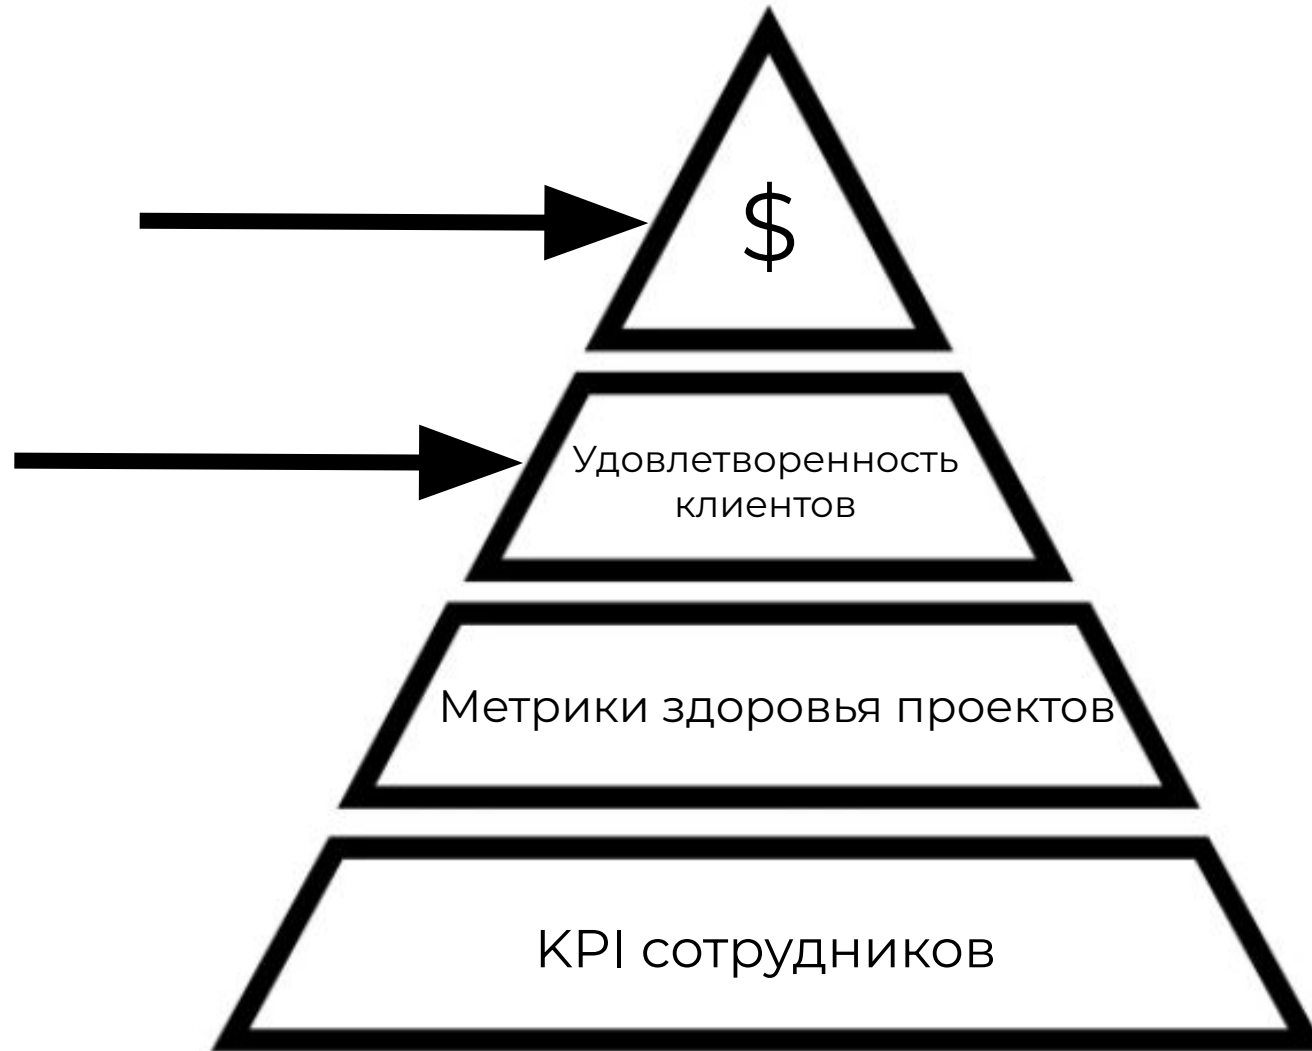 $
Удовлетворенность
клиентов
Метрики здоровья проектов
KPI сотрудников